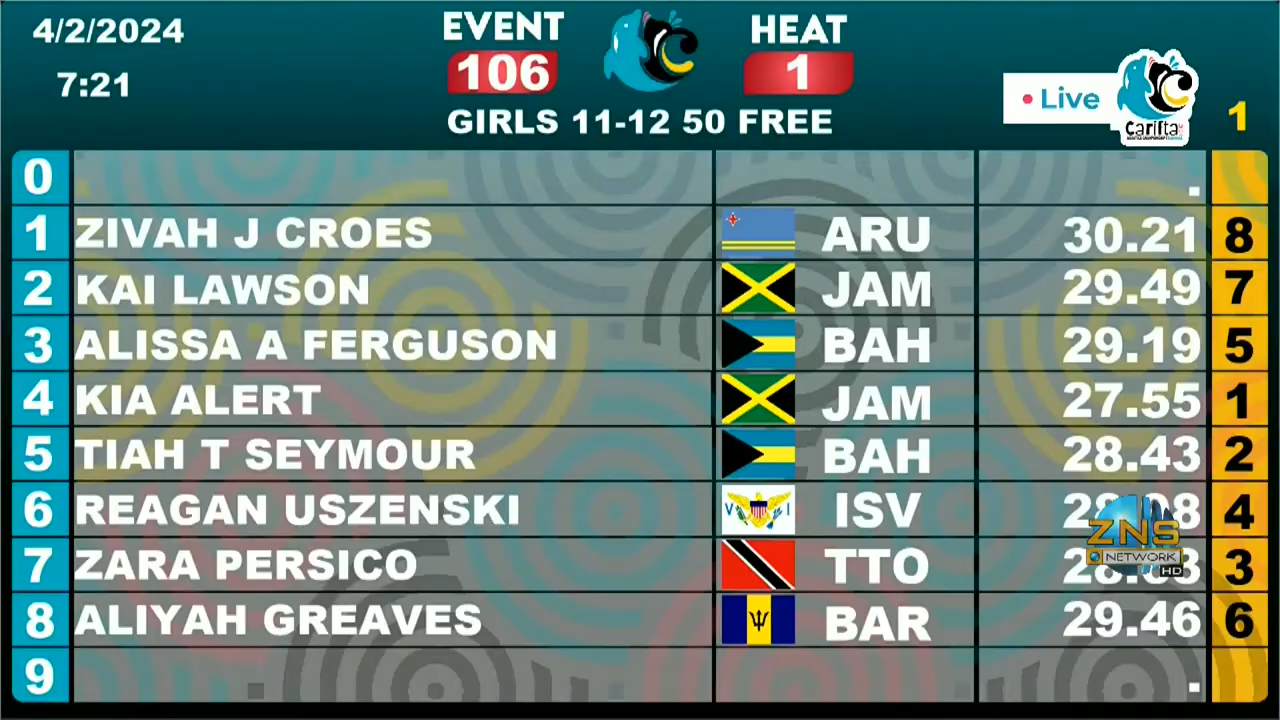 4/2/2024
7:21
EVENT
106
HEAT
1
GIRLS 11-12 50 FREE
Live
Carifta
1
0 .
1 ZIVAH J CROES ARU 30.21 8
2 KAI LAWSON JAM 29.49 7
3 ALISSA A FERGUSON BAH 29.19 5
4 KIA ALERT JAM 27.55 1
5 TIAH T SEYMOUR BAH 28.43 2
6 REAGAN USZENSKI VI ISV 4
7 ZARA PERSICO TTO 3
8 ALIYAH GREAVES BAR 29.46 6
9 .
ZNS
NETWORK
HD